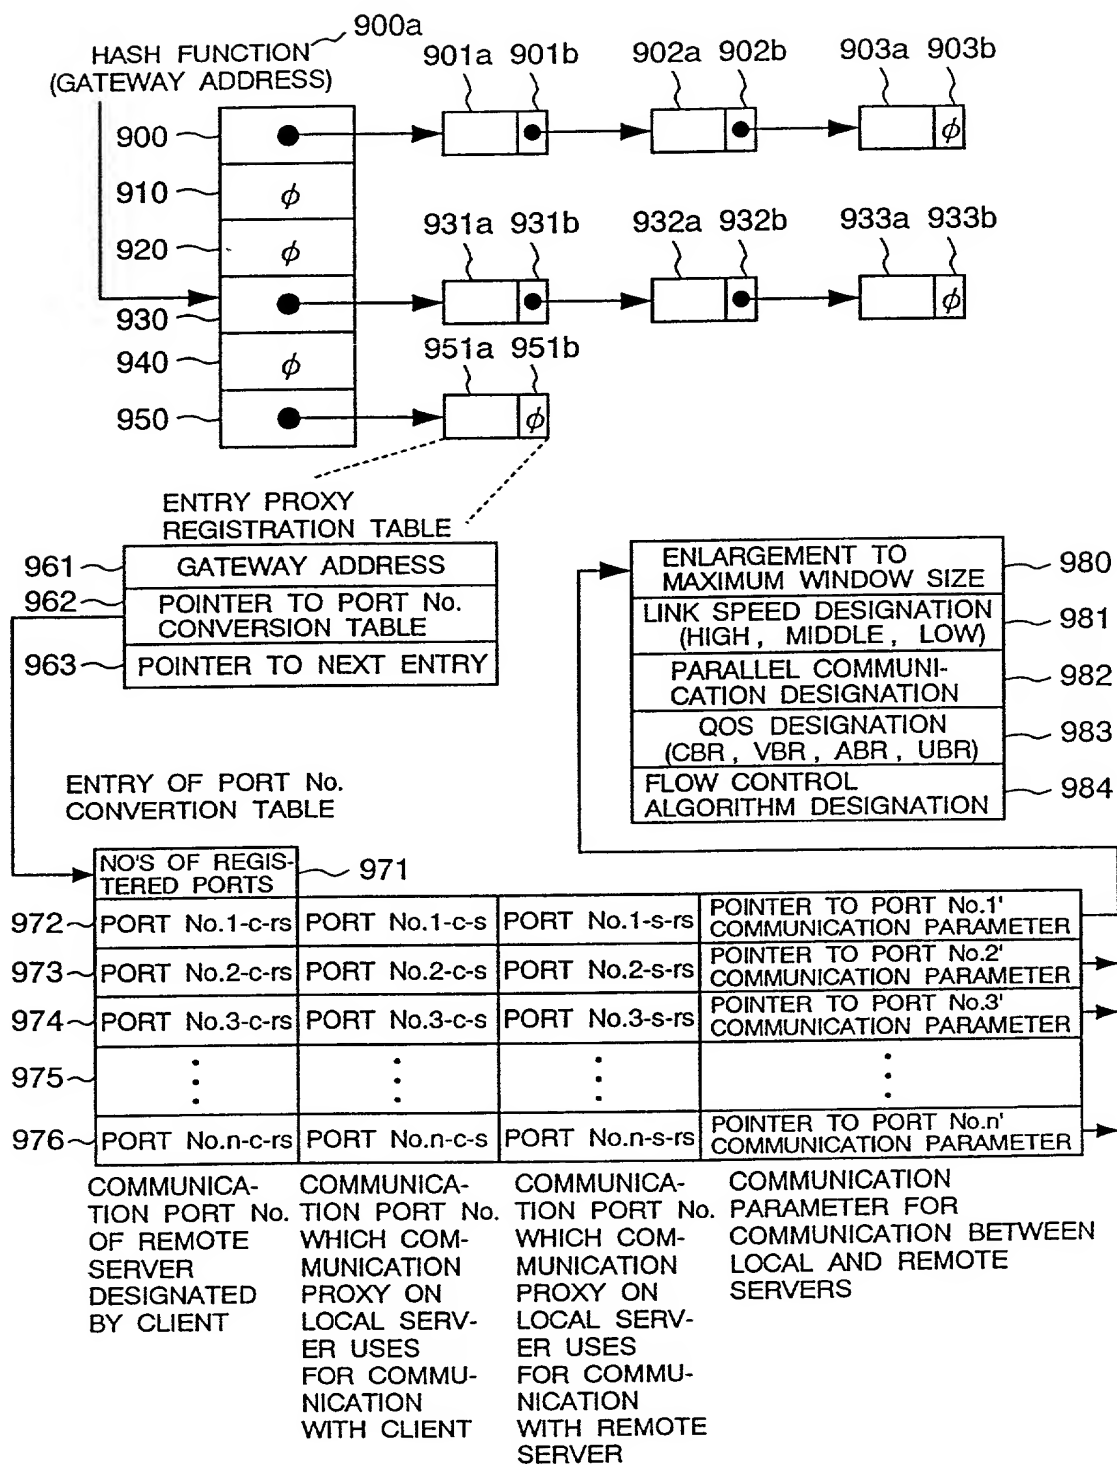 HASH FUNCTION
(GATEWAY ADDRESS)
900a
901a 901b 902a 902b 903a 903b
900
ϕ
910
ϕ
920
ϕ
931a 931b 932a 932b 933a 933b
930
ϕ
940
ϕ
951a 951b
950
ϕ
ENTRY PROXY
REGISTRATION TABLE
961
GATEWAY ADDRESS
962
POINTER TO PORT No.
CONVERSION TABLE
963
POINTER TO NEXT ENTRY
ENLARGEMENT TO
MAXIMUM WINDOW SIZE
980
LINK SPEED DESIGNATION
(HIGH, MIDDLE, LOW)
981
PARALLEL COMMUNI-
CATION DESIGNATION
982
QOS DESIGNATION
(CBR, VBR, ABR, UBR)
983
FLOW CONTROL
ALGORITHM DESIGNATION
984
ENTRY OF PORT No.
CONVERTION TABLE
NO'S OF REGIS-
TERED PORTS
971
972
PORT No.1-c-rs
PORT No.1-c-s
PORT No.1-s-rs
POINTER TO PORT No.1'
COMMUNICATION PARAMETER
973
PORT No.2-c-rs
PORT No.2-c-s
PORT No.2-s-rs
POINTER TO PORT No.2'
COMMUNICATION PARAMETER
974
PORT No.3-c-rs
PORT No.3-c-s
PORT No.3-s-rs
POINTER TO PORT No.3'
COMMUNICATION PARAMETER
975
976
PORT No.n-c-rs
PORT No.n-c-s
PORT No.n-s-rs
POINTER TO PORT No.n'
COMMUNICATION PARAMETER
COMMUNICA-
TION PORT No.
OF REMOTE
SERVER
DESIGNATED
BY CLIENT
COMMUNICA-
TION PORT No.
WHICH COM-
MUNICATION
PROXY ON
LOCAL SERV-
ER USES
FOR COMMU-
NICATION
WITH CLIENT
COMMUNICA-
TION PORT No.
WHICH COM-
MUNICATION
PROXY ON
LOCAL SERV-
ER USES
FOR COMMU-
NICATION
WITH REMOTE
SERVER
COMMUNICATION
PARAMETER FOR
COMMUNICATION BETWEEN
LOCAL AND REMOTE
SERVERS